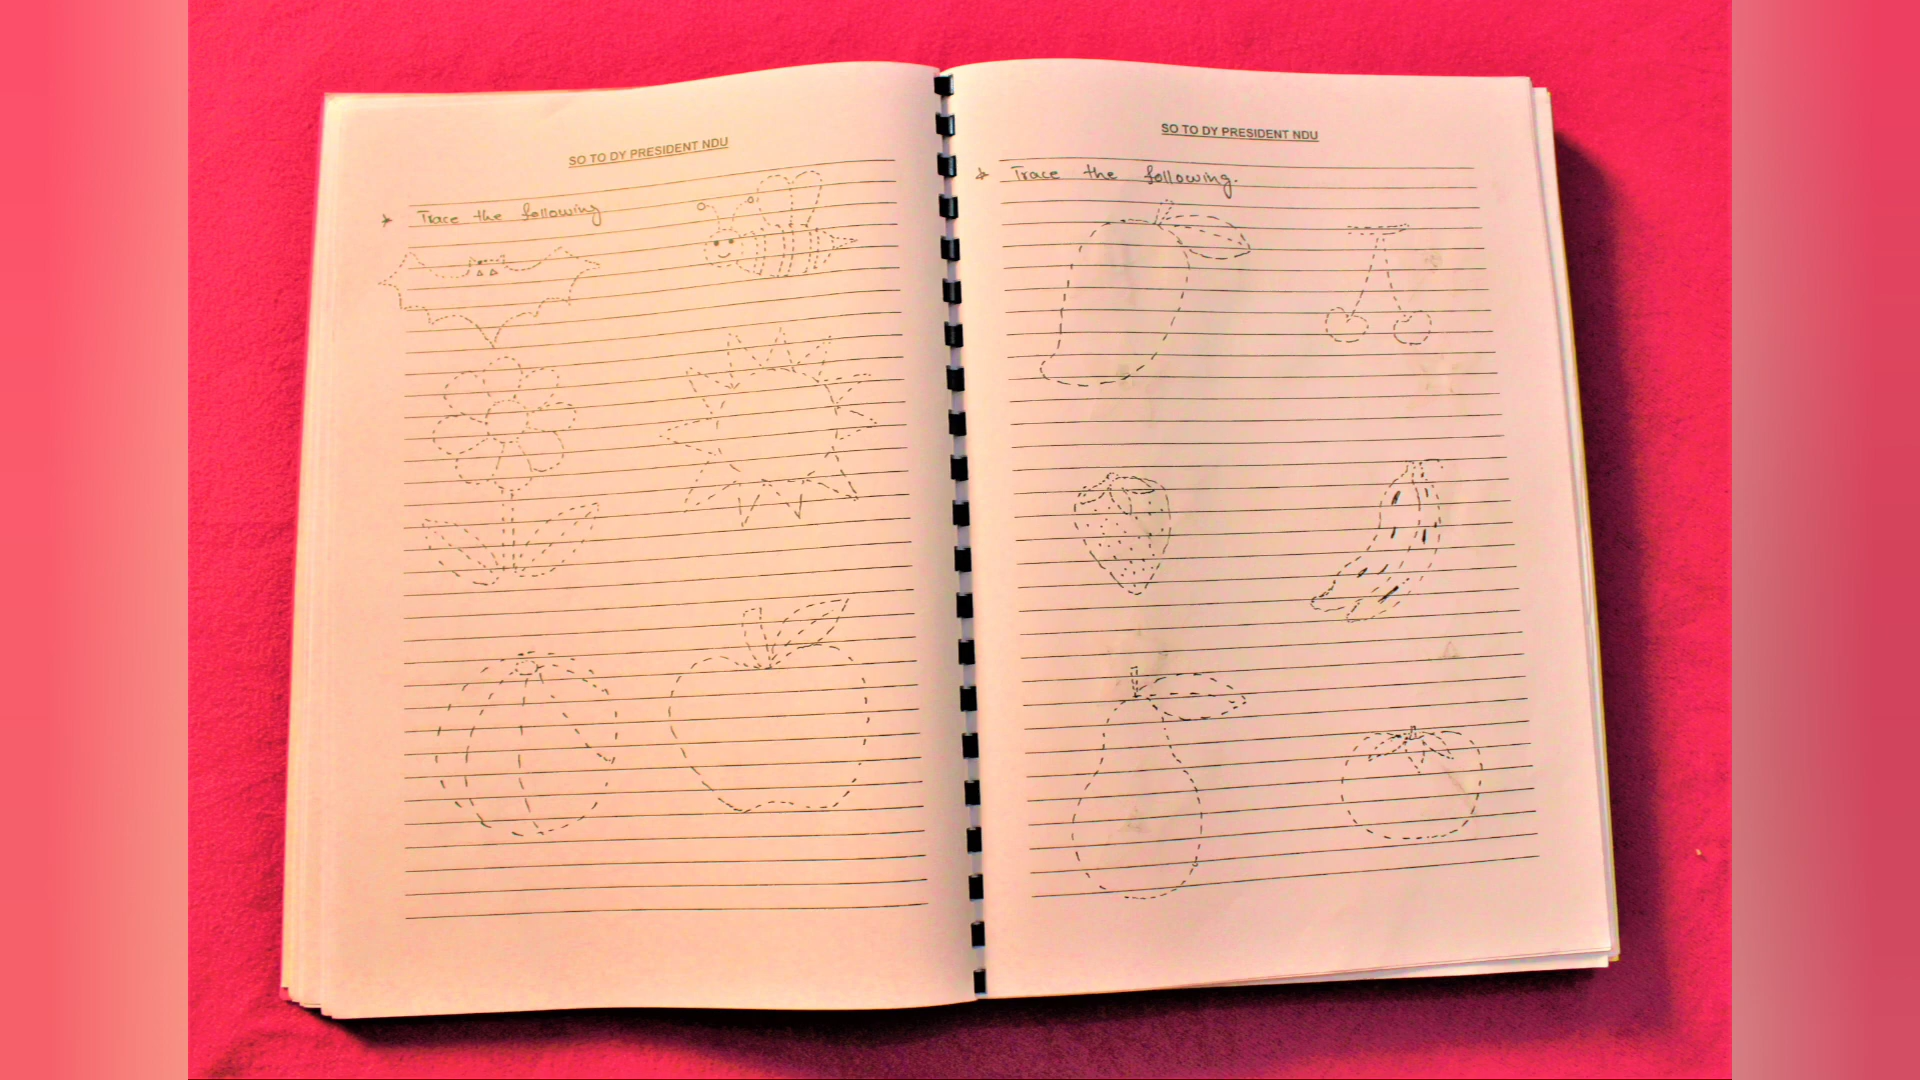 SO TO DY PRESIDENT NDU
Trace the following
SO TO DY PRESIDENT NDU
Trace the following.